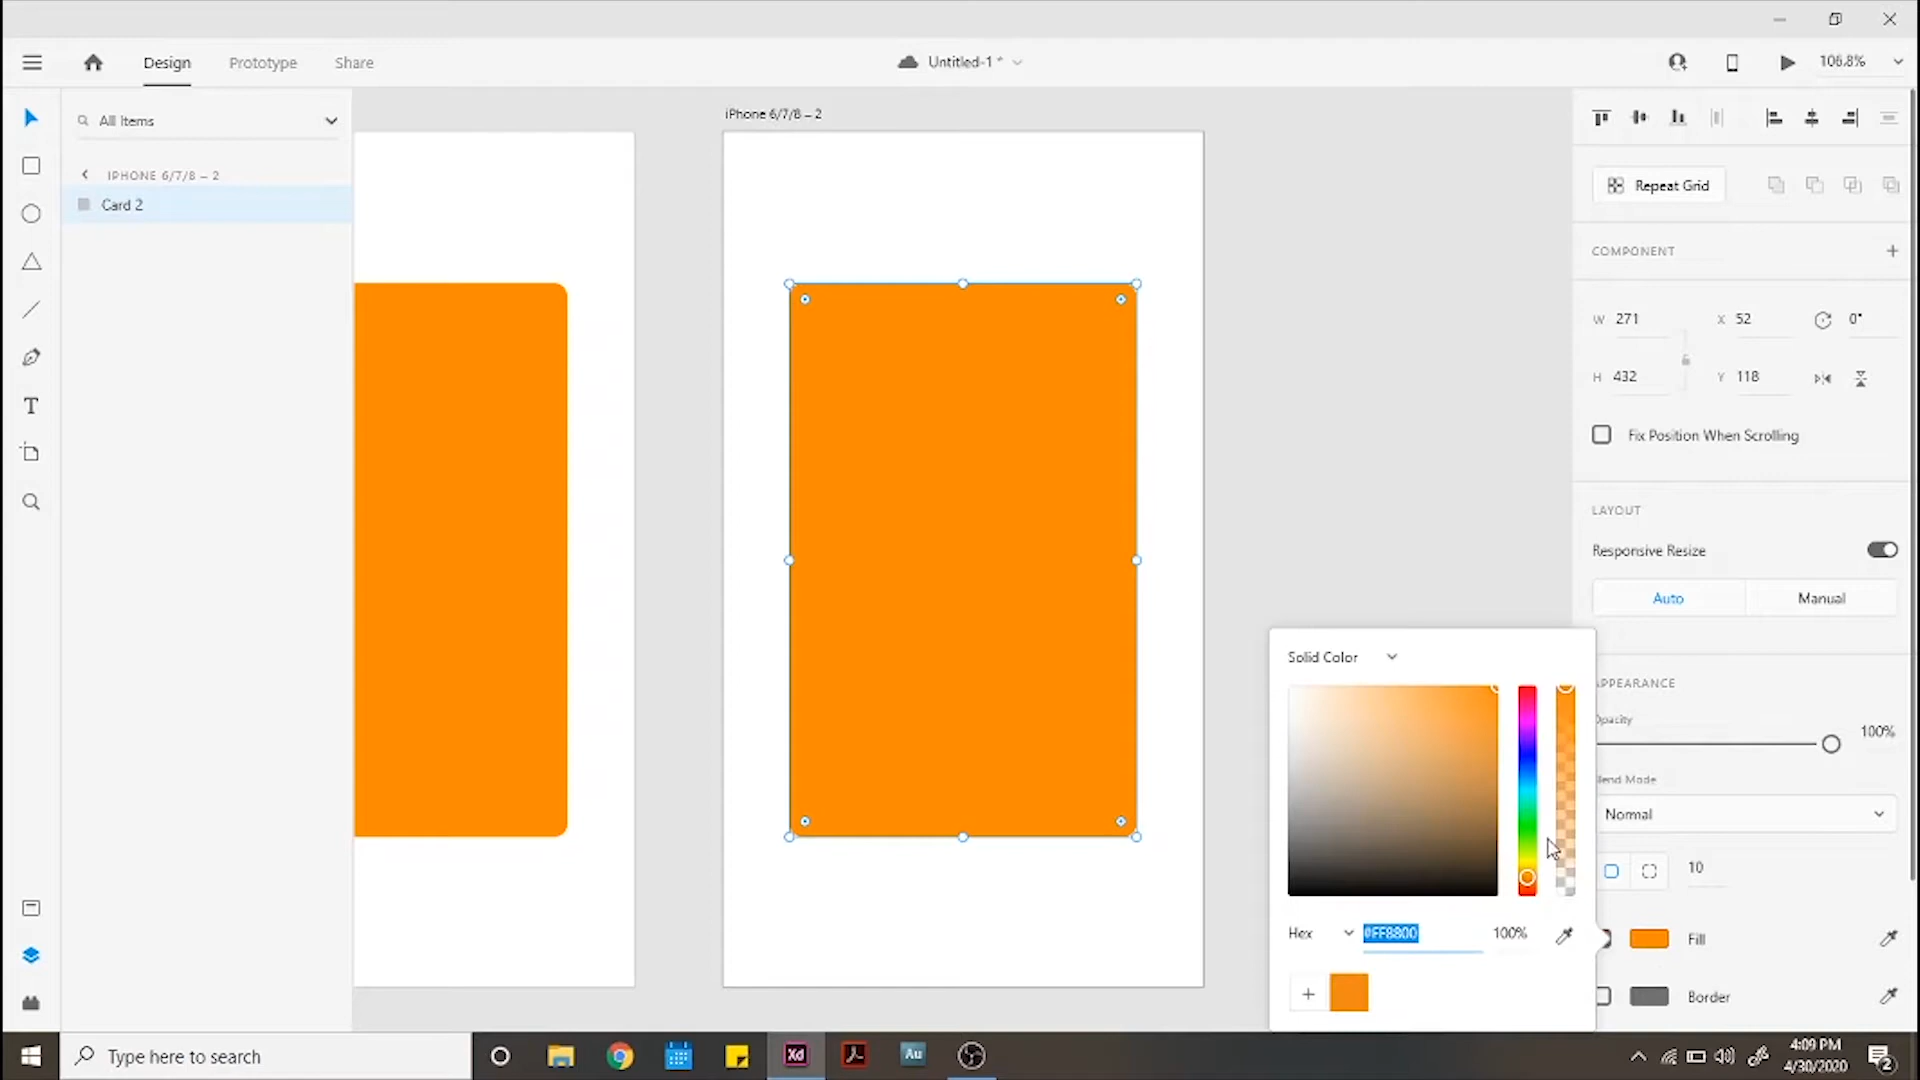 Design
Prototype
Share
Untitled-1 *
106.8%
All Items
IPHONE 6/7/8 – 2
Card 2
iPhone 6/7/8 – 2
Repeat Grid
COMPONENT
W 271
X 52
0°
H 432
Y 118
Fix Position When Scrolling
LAYOUT
Responsive Resize
Auto
Manual
Solid Color
APPEARANCE
Opacity
100%
Blend Mode
Normal
10
Hex
#FF8800
100%
Fill
Border
T
Type here to search
Xd
Au
4:09 PM
4/30/2020
2